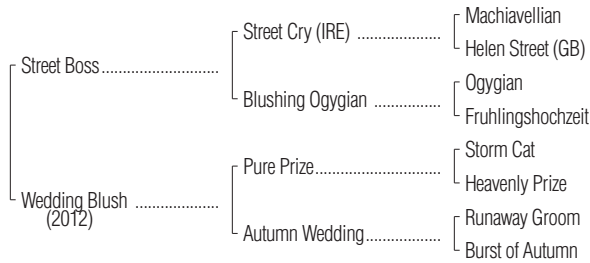 Machiavellian
Street Cry (IRE) ..................
Helen Street (GB)
Street Boss.........................
Ogygian
Blushing Ogygian ...............
Fruhlingshochzeit
Storm Cat
Pure Prize...........................
Heavenly Prize
Wedding Blush ..................
(2012)
Runaway Groom
Autumn Wedding................
Burst of Autumn